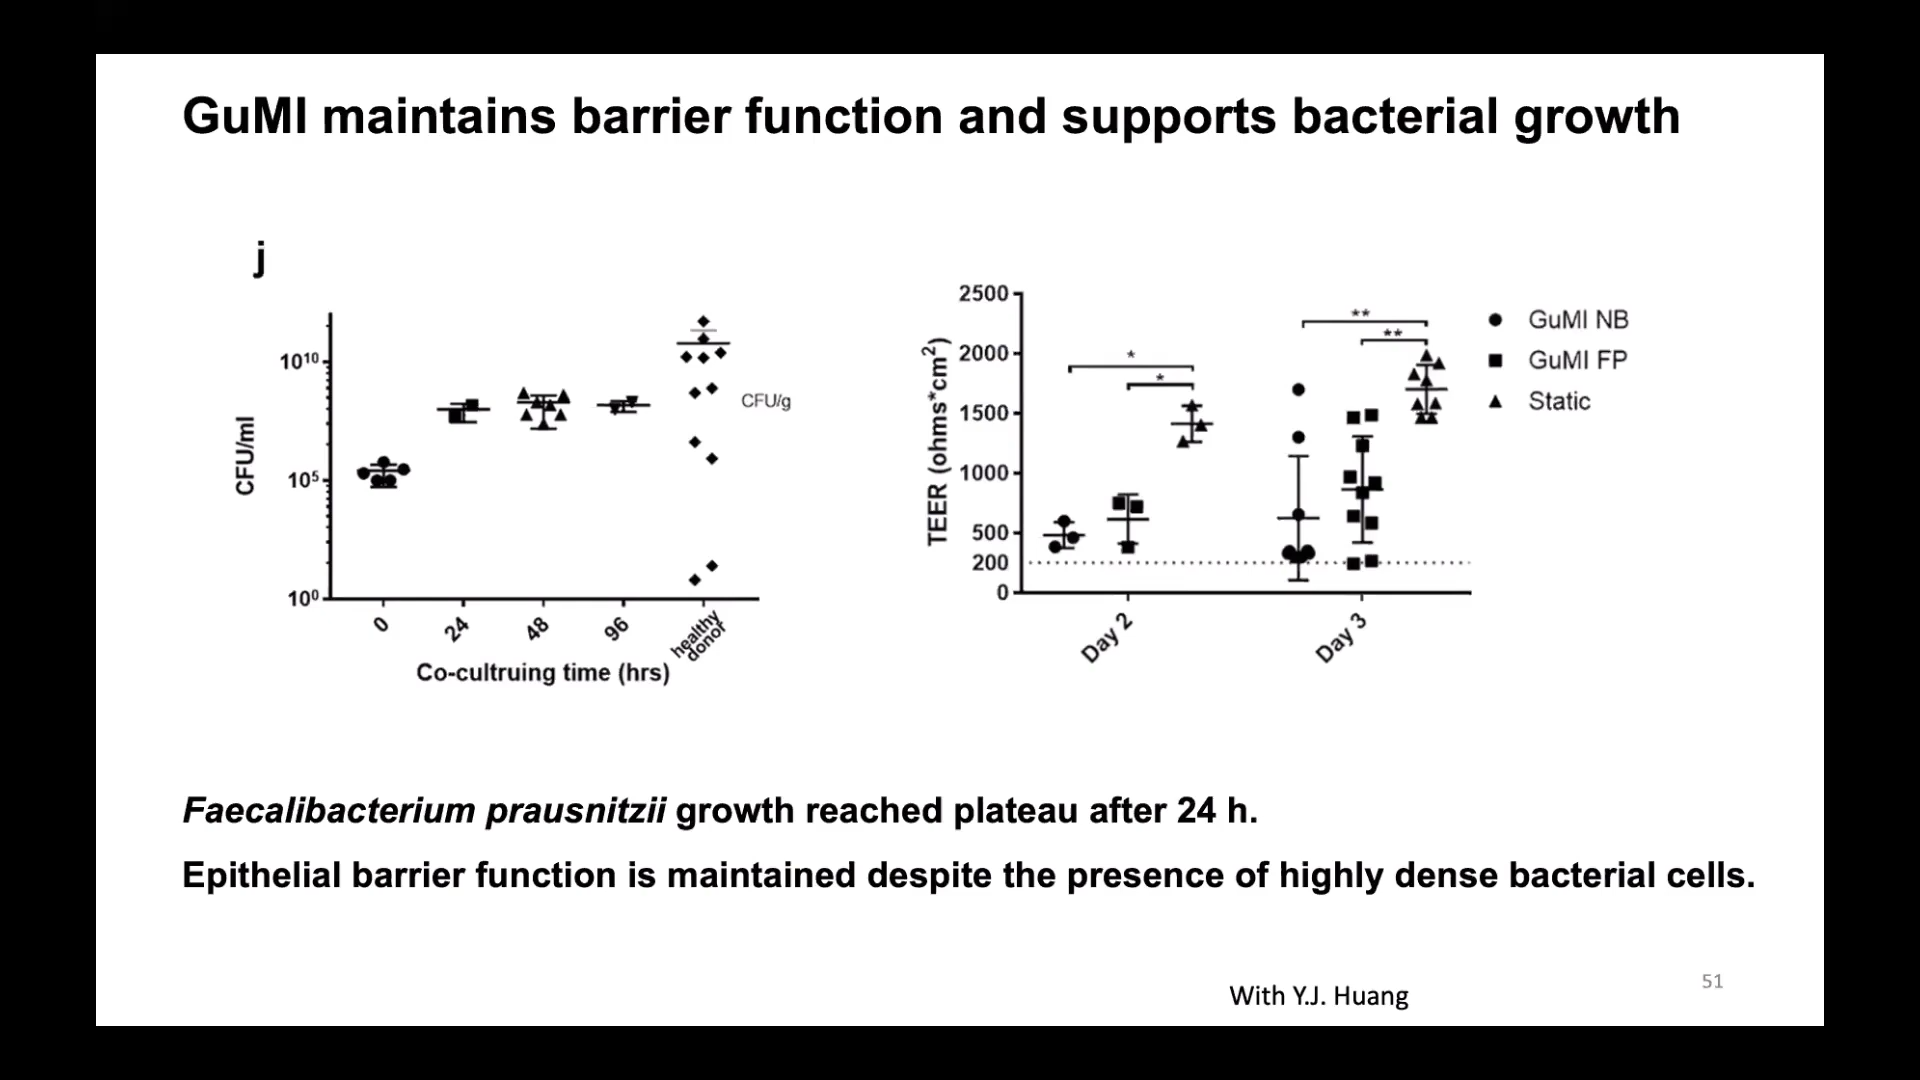 GuMI maintains barrier function and supports bacterial growth
j
CFU/ml
10¹⁰
10⁵
10⁰
0
24
48
96
healthy
donor
CFU/g
Co-cultruing time (hrs)
TEER (ohms*cm²)
2500
2000
1500
1000
500
200
0
*
*
**
**
Day 2
Day 3
GuMI NB
GuMI FP
Static
Faecalibacterium prausnitzii growth reached plateau after 24 h.
Epithelial barrier function is maintained despite the presence of highly dense bacterial cells.
With Y.J. Huang
51